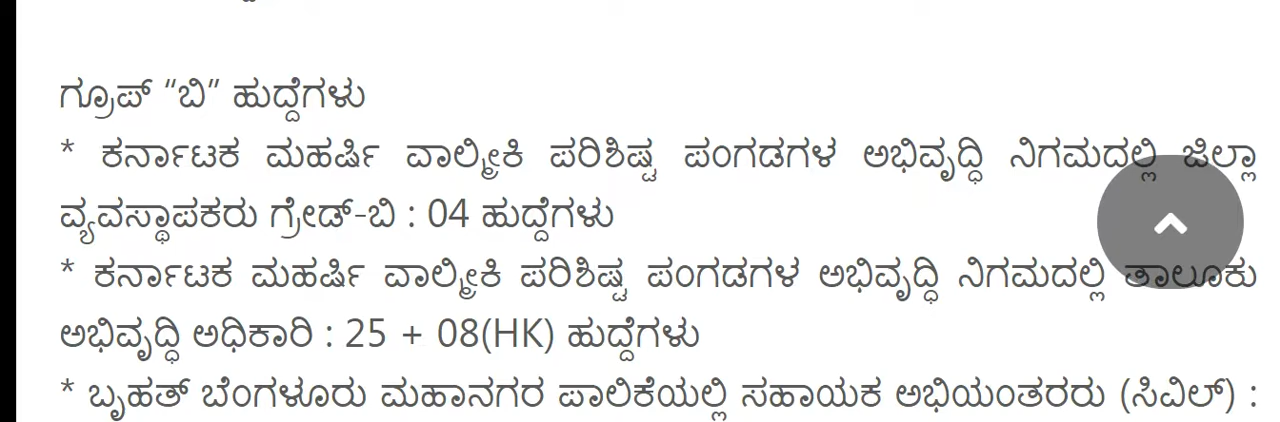 ಗ್ರೂಪ್ “ಬಿ” ಹುದ್ದೆಗಳು
* ಕರ್ನಾಟಕ ಮಹರ್ಷಿ ವಾಲ್ಮೀಕಿ ಪರಿಶಿಷ್ಟ ಪಂಗಡಗಳ ಅಭಿವೃದ್ಧಿ ನಿಗಮದಲ್ಲಿ ಜಿಲ್ಲಾ
ವ್ಯವಸ್ಥಾಪಕರು ಗ್ರೇಡ್-ಬಿ : 04 ಹುದ್ದೆಗಳು
* ಕರ್ನಾಟಕ ಮಹರ್ಷಿ ವಾಲ್ಮೀಕಿ ಪರಿಶಿಷ್ಟ ಪಂಗಡಗಳ ಅಭಿವೃದ್ಧಿ ನಿಗಮದಲ್ಲಿ ತಾಲೂಕು
ಅಭಿವೃದ್ಧಿ ಅಧಿಕಾರಿ : 25 + 08(HK) ಹುದ್ದೆಗಳು
* ಬೃಹತ್ ಬೆಂಗಳೂರು ಮಹಾನಗರ ಪಾಲಿಕೆಯಲ್ಲಿ ಸಹಾಯಕ ಅಭಿಯಂತರರು (ಸಿವಿಲ್) :